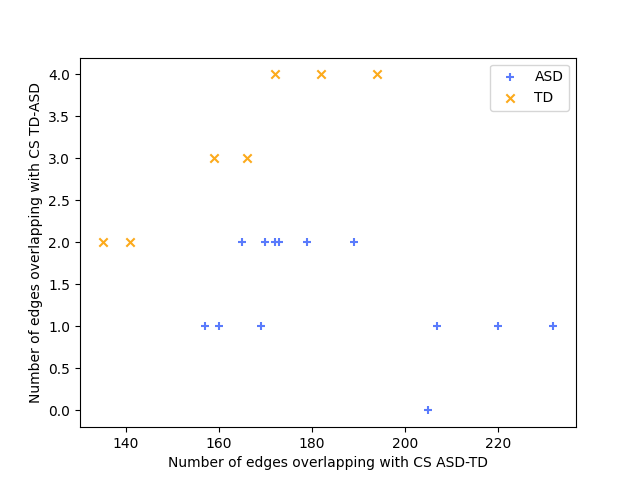 ASD
TD
4.0
3.5
3.0
2.5
2.0
1.5
1.0
0.5
0.0
Number of edges overlapping with CS TD-ASD
140 160 180 200 220
Number of edges overlapping with CS ASD-TD